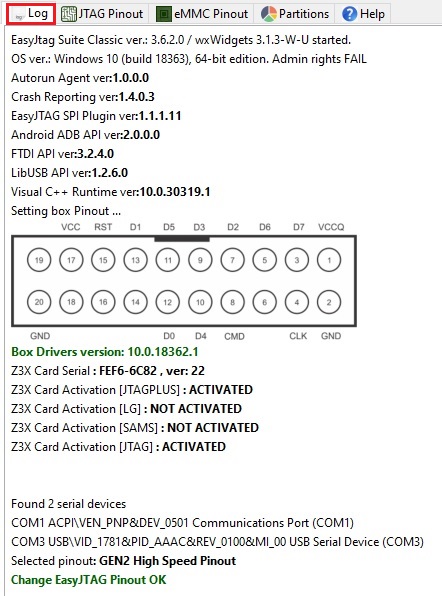 Log JTAG Pinout eMMC Pinout Partitions Help
EasyJtag Suite Classic ver.: 3.6.2.0 / wxWidgets 3.1.3-W-U started.
OS ver.: Windows 10 (build 18363), 64-bit edition. Admin rights FAIL
Autorun Agent ver:1.0.0.0
Crash Reporting ver:1.4.0.3
EasyJTAG SPI Plugin ver:1.1.1.11
Android ADB API ver:2.0.0.0
FTDI API ver:3.2.4.0
LibUSB API ver:1.2.6.0
Visual C++ Runtime ver:10.0.30319.1
Setting box Pinout ...
VCC RST D1 D5 D3 D2 D6 D7 VCCQ
19 17 15 13 11 9 7 5 3 1
20 18 16 14 12 10 8 6 4 2
GND D0 D4 CMD CLK GND
Box Drivers version: 10.0.18362.1
Z3X Card Serial : FEF6-6C82 , ver: 22
Z3X Card Activation [JTAGPLUS] : ACTIVATED
Z3X Card Activation [LG] : NOT ACTIVATED
Z3X Card Activation [SAMS] : NOT ACTIVATED
Z3X Card Activation [JTAG] : ACTIVATED
Found 2 serial devices
COM1 ACPI\VEN_PNP&DEV_0501 Communications Port (COM1)
COM3 USB\VID_1781&PID_AAAC&REV_0100&MI_00 USB Serial Device (COM3)
Selected pinout: GEN2 High Speed Pinout
Change EasyJTAG Pinout OK